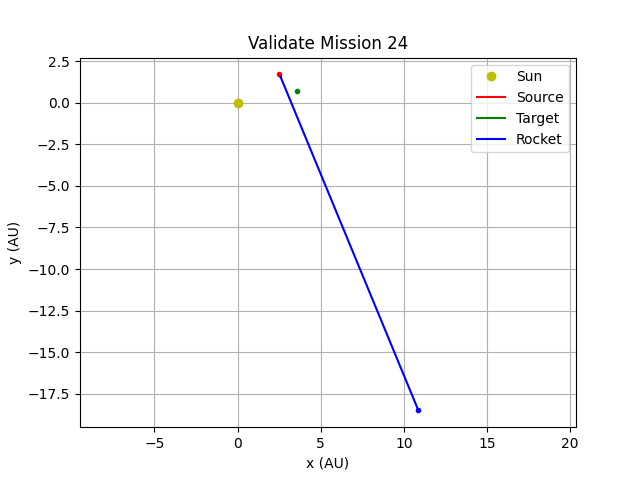 Validate Mission 24
Sun
Source
Target
Rocket
2.5
0.0
−2.5
−5.0
−7.5
−10.0
−12.5
−15.0
−17.5
y (AU)
−5
0
5
10
15
20
x (AU)